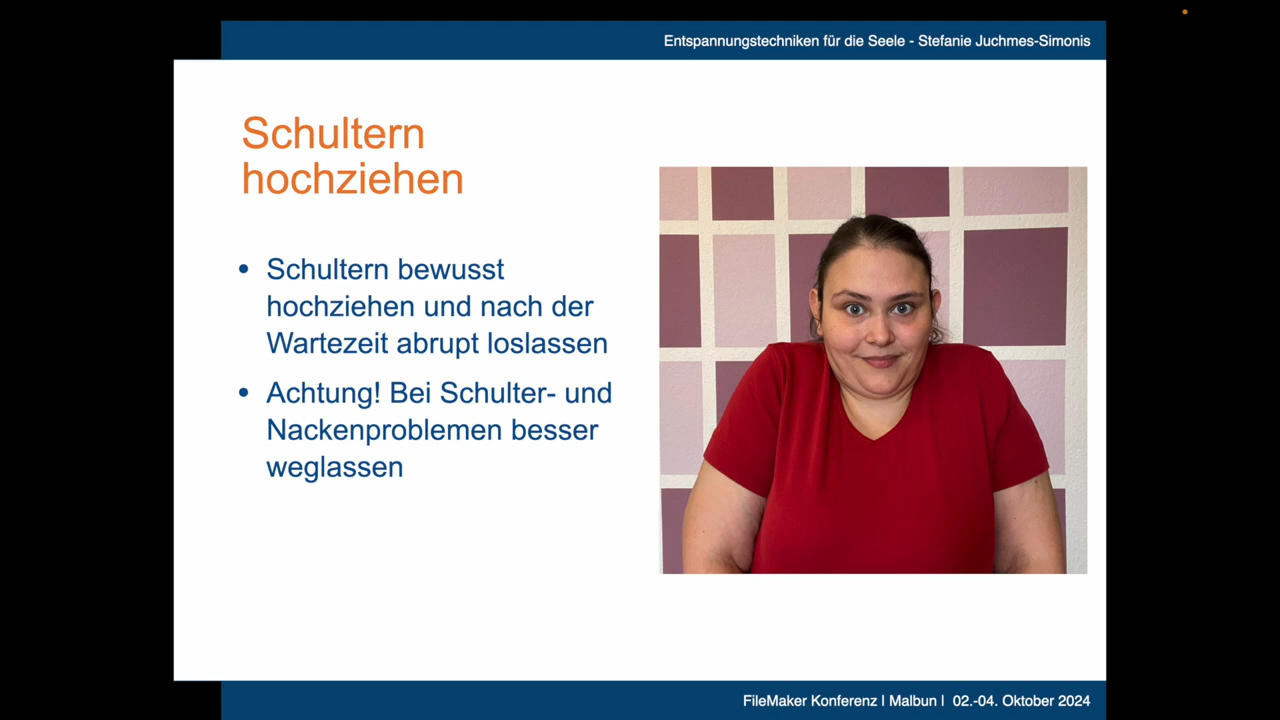 Entspannungstechniken für die Seele - Stefanie Juchmes-Simonis
Schultern
hochziehen
• Schultern bewusst
hochziehen und nach der
Wartezeit abrupt loslassen
• Achtung! Bei Schulter- und
Nackenproblemen besser
weglassen
FileMaker Konferenz | Malbun | 02.-04. Oktober 2024